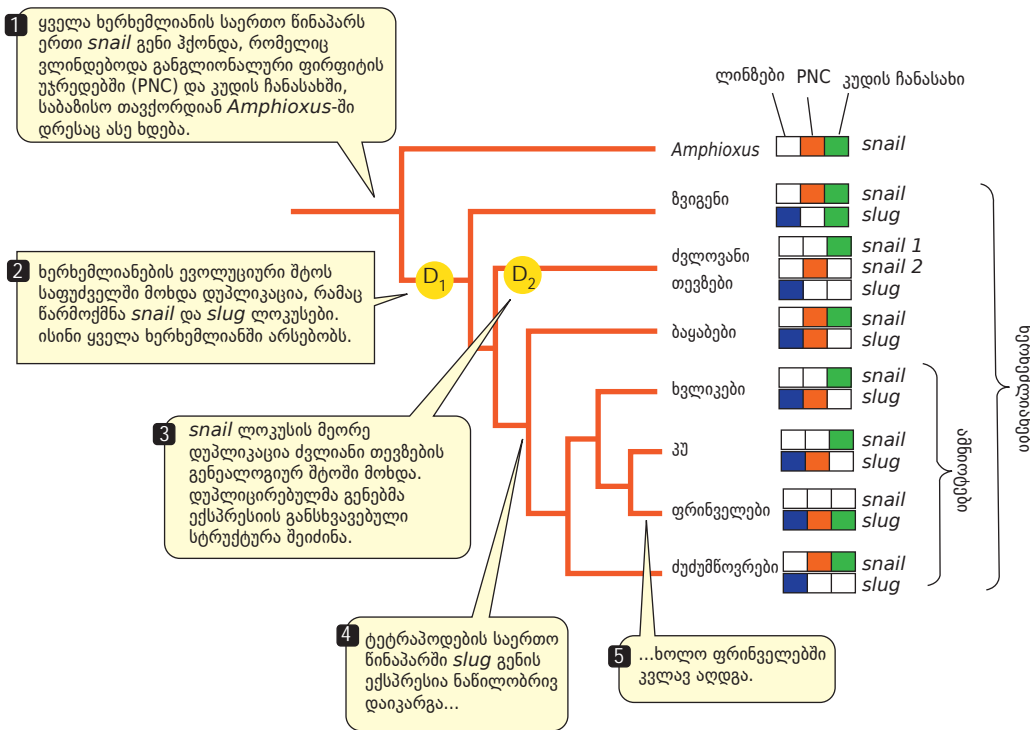 1 ყველა ხერხემლიანის საერთო წინაპარს
ერთი snail გენი ჰქონდა, რომელიც
ვლინდებოდა განგლიონალური ფირფიტის
უჯრედებში (PNC) და კუდის ჩანასახში,
საბაზისო თავქორდიან Amphioxus-ში
დრესაც ასე ხდება.
2 ხერხემლიანების ევოლუციური შტოს
საფუძველში მოხდა დუპლიკაცია, რამაც
წარმოქმნა snail და slug ლოკუსები.
ისინი ყველა ხერხემლიანში არსებობს.
D1
D2
3 snail ლოკუსის მეორე
დუპლიკაცია ძვლიანი თევზების
გენეალოგიურ შტოში მოხდა.
დუპლიცირებულმა გენებმა
ექსპრესიის განსხვავებული
სტრუქტურა შეიძინა.
4 ტეტრაპოდების საერთო
წინაპარში slug გენის
ექსპრესია ნაწილობრივ
დაიკარგა...
5 ...ხოლო ფრინველებში
კვლავ აღდგა.
ლინზები PNC კუდის ჩანასახი
Amphioxus snail
ზვიგენი snail
slug
ძვლოვანი
თევზები
snail 1
snail 2
slug
ბაყაბები snail
slug
ხვლიკები snail
slug
კუ snail
slug
ფრინველები snail
slug
ძუძუმწოვრები snail
slug
ამნიოტები
ხერხემლიანები